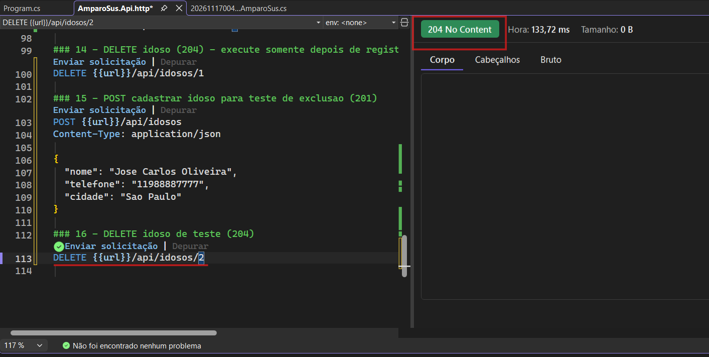 Program.cs AmparoSus.Api.http* 20261117004...AmparoSus.cs
DELETE {{url}}/api/idosos/2 env: <none>
204 No Content Hora: 133,72 ms Tamanho: 0 B
Corpo Cabeçalhos Bruto
98
99 ### 14 - DELETE idoso (204) - execute somente depois de regist
Enviar solicitação | Depurar
100 DELETE {{url}}/api/idosos/1
101
102 ### 15 - POST cadastrar idoso para teste de exclusao (201)
Enviar solicitação | Depurar
103 POST {{url}}/api/idosos
104 Content-Type: application/json
105
106 {
107 "nome": "Jose Carlos Oliveira",
108 "telefone": "11988887777",
109 "cidade": "Sao Paulo"
110 }
111
112 ### 16 - DELETE idoso de teste (204)
Enviar solicitação | Depurar
113 DELETE {{url}}/api/idosos/2
114
117 % Não foi encontrado nenhum problema